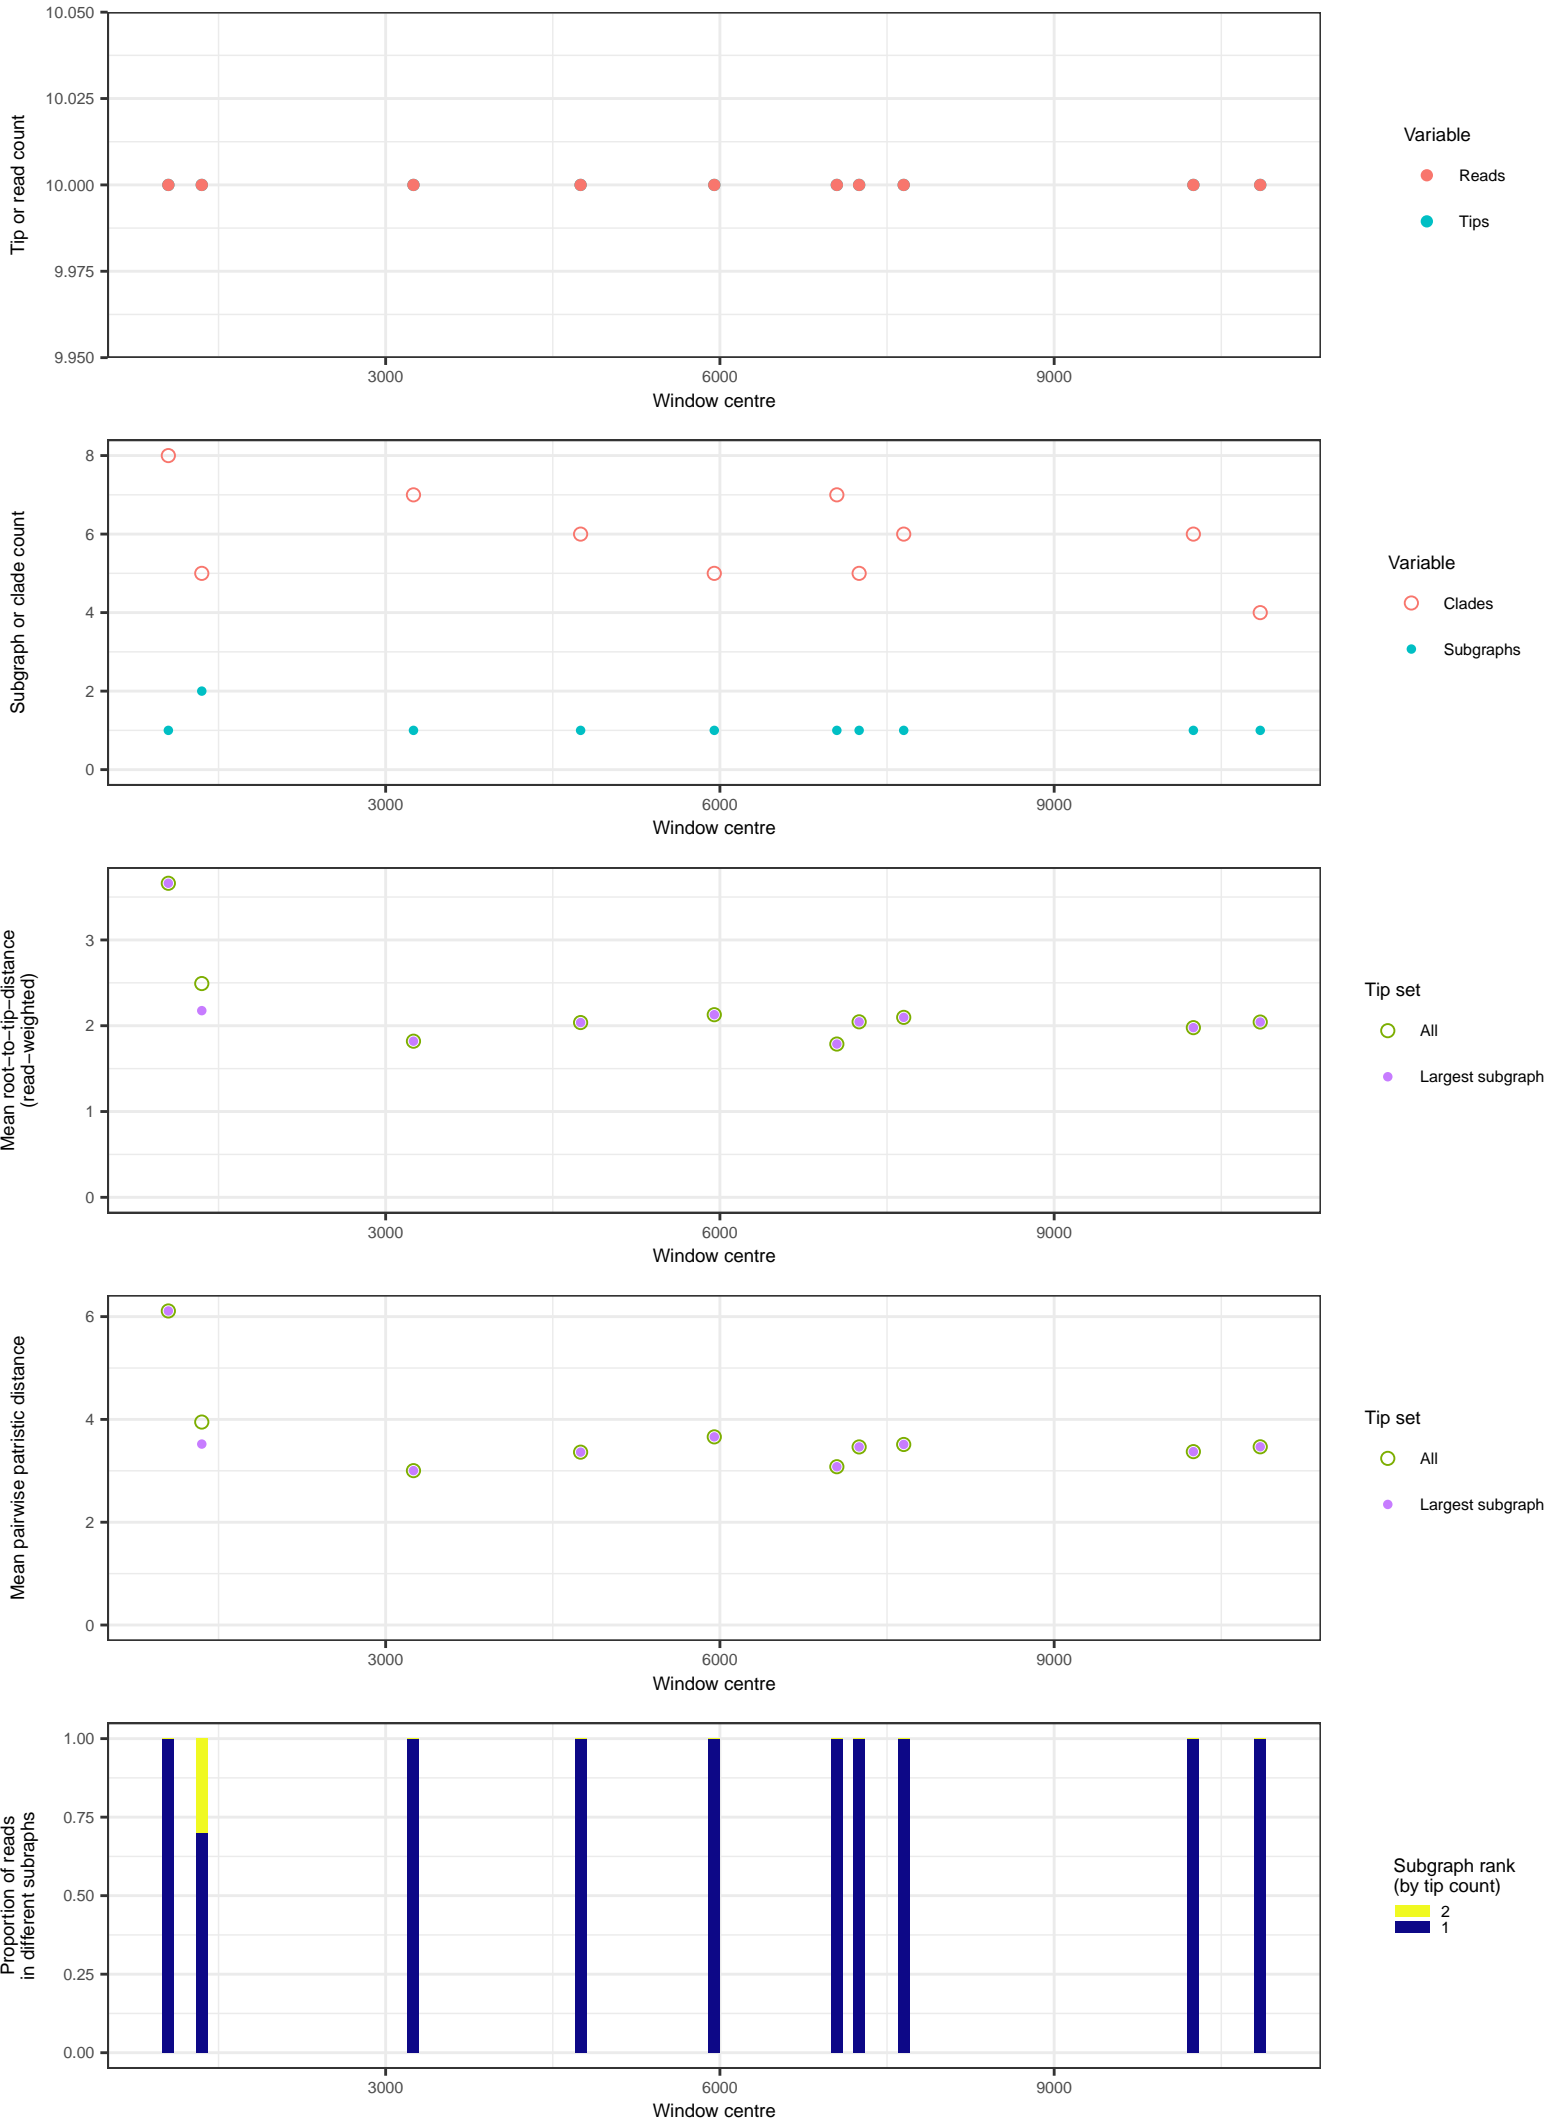 10.050
10.025
10.000
9.975
9.950
Tip or read count
3000
6000
9000
Window centre
Variable
Reads
Tips
8
6
4
2
0
Subgraph or clade count
3000
6000
9000
Window centre
Variable
Clades
Subgraphs
3
2
1
0
Mean root−to−tip−distance
(read−weighted)
3000
6000
9000
Window centre
Tip set
All
Largest subgraph
6
4
2
0
Mean pairwise patristic distance
3000
6000
9000
Window centre
Tip set
All
Largest subgraph
1.00
0.75
0.50
0.25
0.00
Proportion of reads
in different subraphs
3000
6000
9000
Window centre
Subgraph rank
(by tip count)
2
1